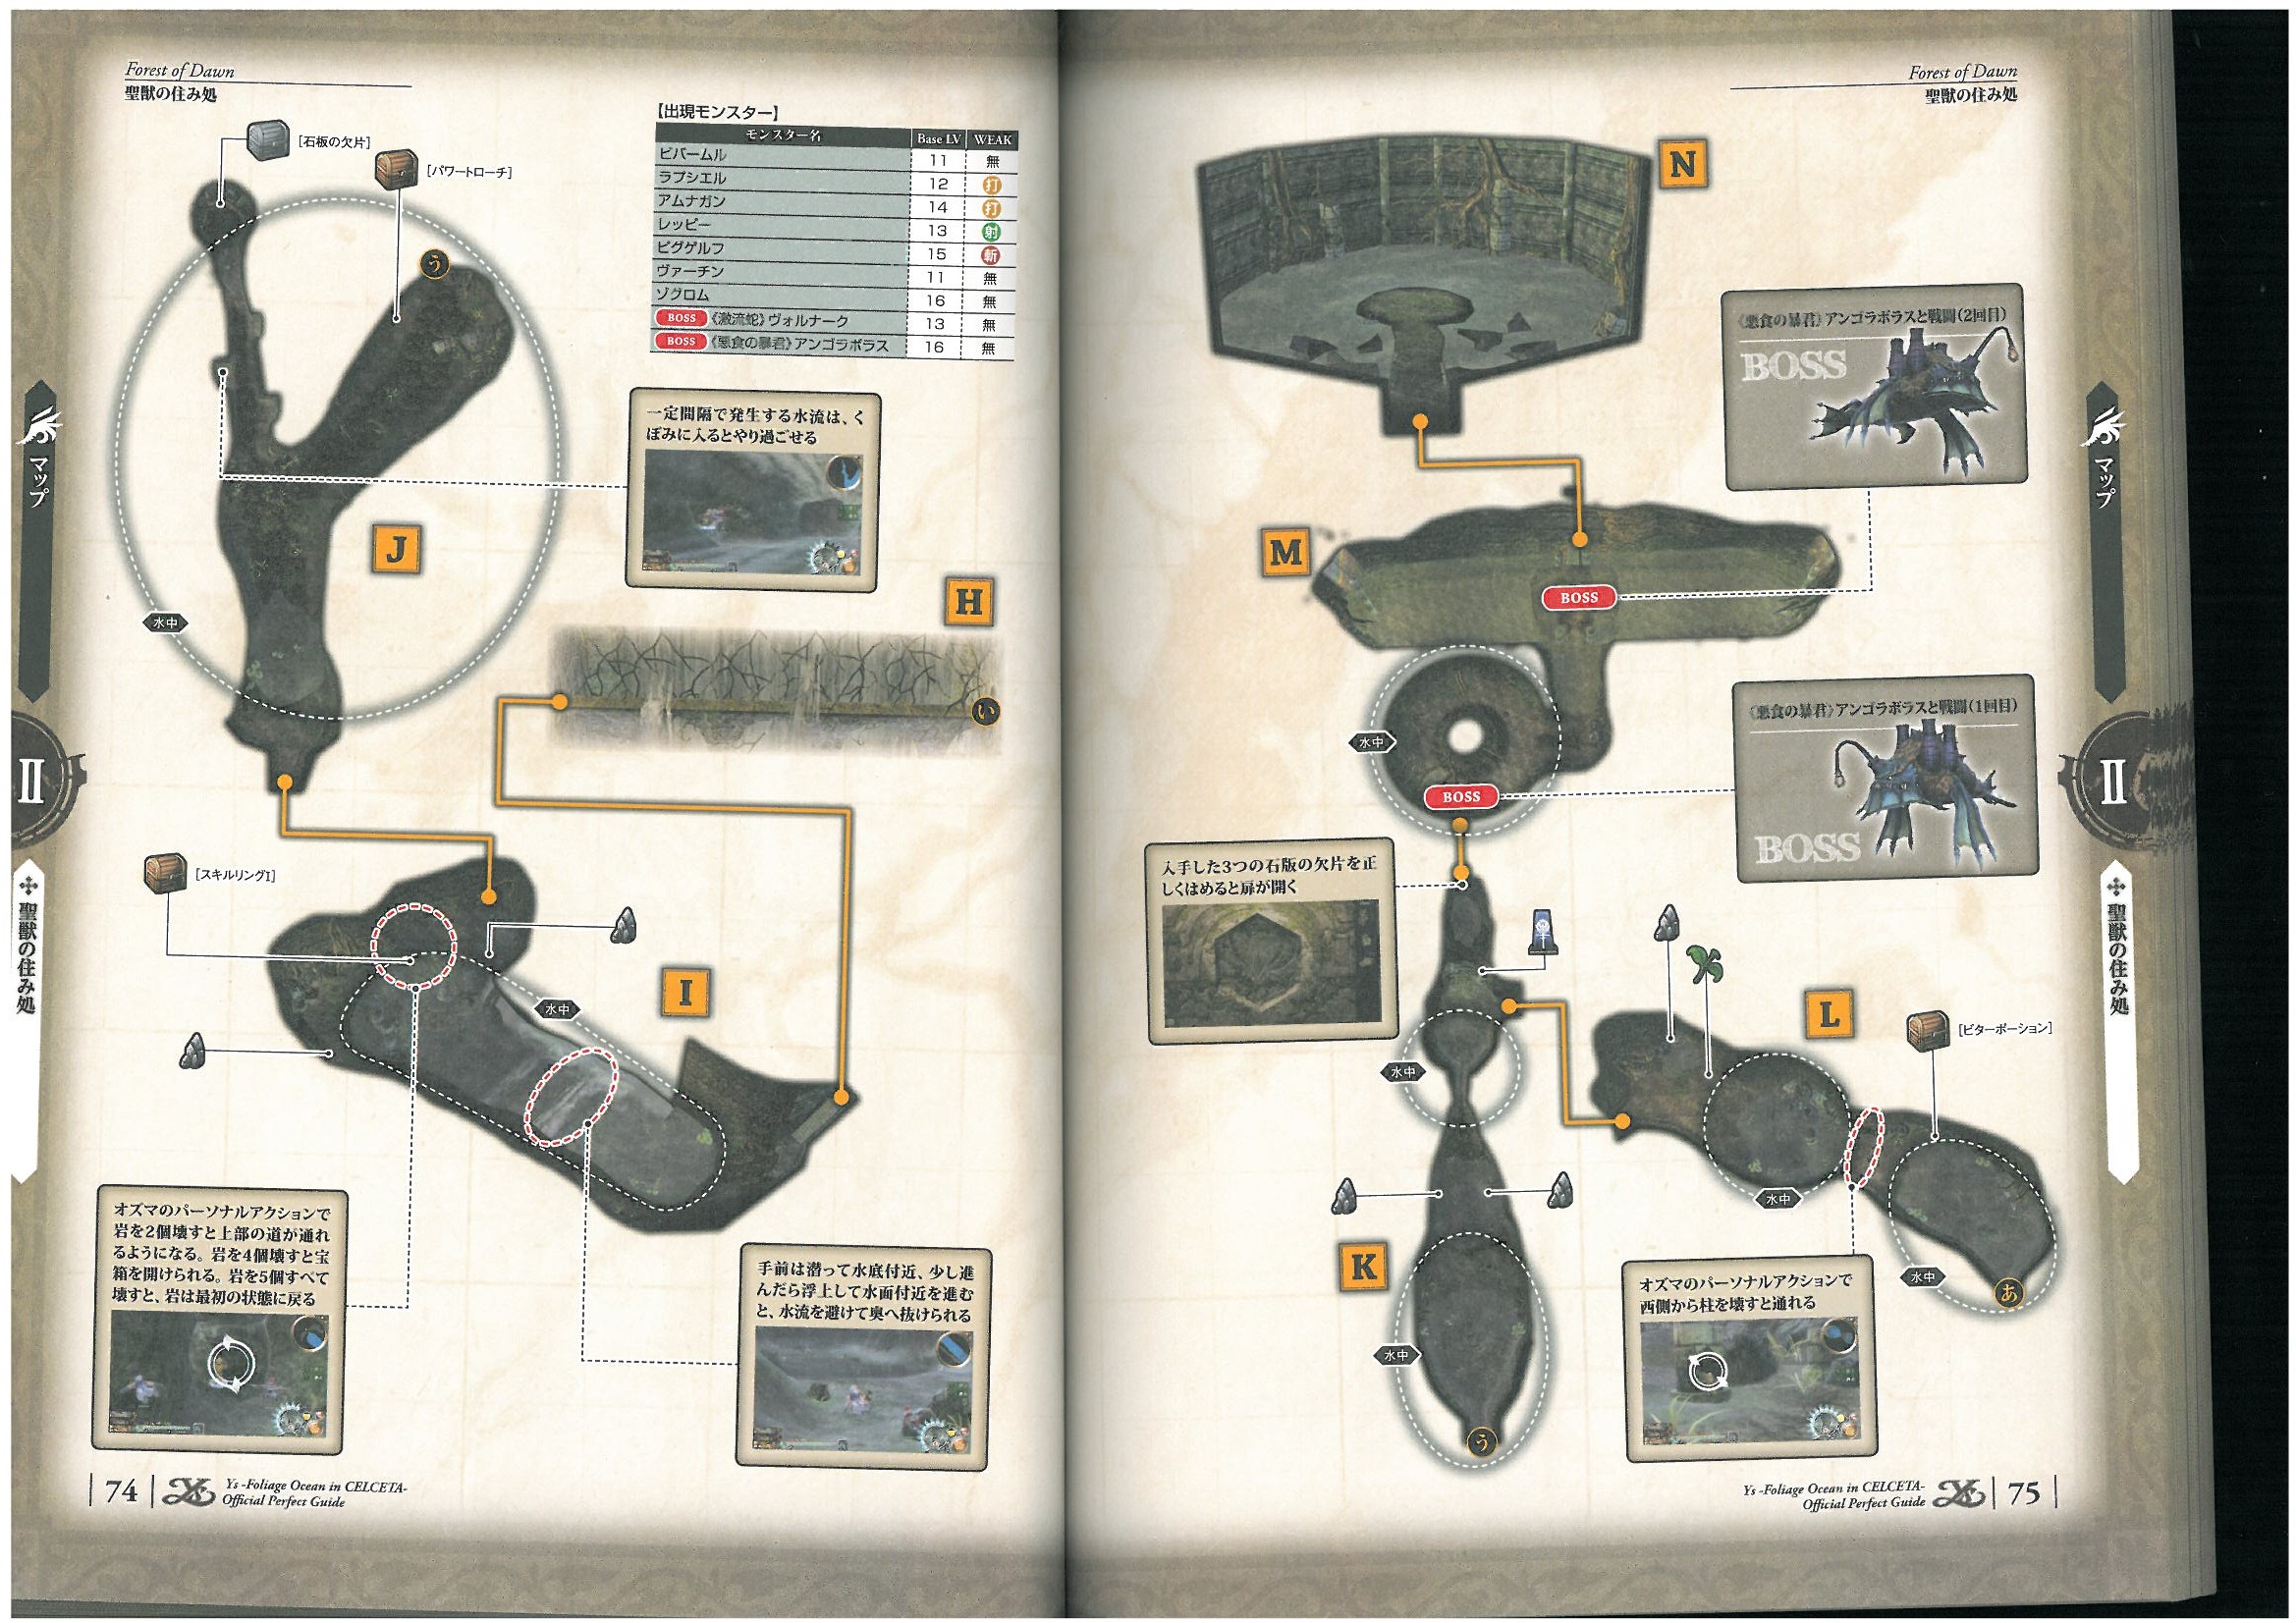 Forest of Dawn
聖獣の住み処
[石板の欠片]
[パワートローチ]
【出現モンスター】
モンスター名 Base LV WEAK
ビバームル 11 無
ラプシエル 12 打
アムナガン 14 打
レッピー 13 射
ビグゲルフ 15 斬
ヴァーチン 11 無
ゾグロム 16 無
BOSS 《激流蛇》ヴォルナーク 13 無
BOSS 《悪食の暴君》アンゴラボラス 16 無
う
一定間隔で発生する水流は、く
ぼみに入るとやり過ごせる
J
水中
H
い
マップ
II
聖獣の住み処
[スキルリングI]
水中
I
オズマのパーソナルアクションで
岩を2個壊すと上部の道が通れ
るようになる。岩を4個壊すと宝
箱を開けられる。岩を5個すべて
壊すと、岩は最初の状態に戻る
手前は潜って水底付近、少し進
んだら浮上して水面付近を進む
と、水流を避けて奥へ抜けられる
74
Ys
Ys -Foliage Ocean in CELCETA-
Official Perfect Guide
Forest of Dawn
聖獣の住み処
N
《悪食の暴君》アンゴラボラスと戦闘(2回目)
BOSS
M
BOSS
水中
BOSS
《悪食の暴君》アンゴラボラスと戦闘(1回目)
BOSS
入手した3つの石版の欠片を正
しくはめると扉が開く
水中
L
[ビターポーション]
水中
K
水中
あ
オズマのパーソナルアクションで
西側から柱を壊すと通れる
水中
う
マップ
II
聖獣の住み処
Ys -Foliage Ocean in CELCETA-
Official Perfect Guide
Ys
75